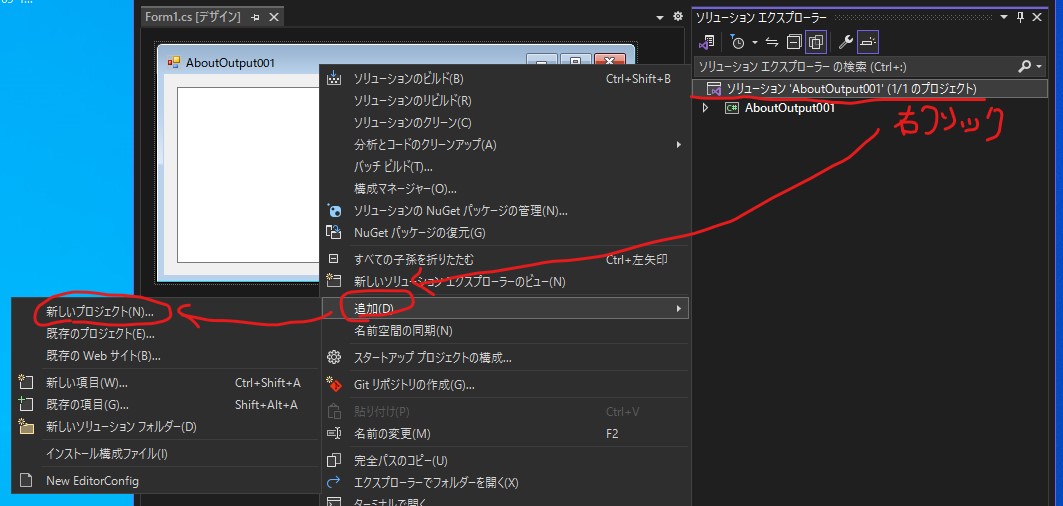 Form1.cs [デザイン]
ソリューション エクスプローラー
ソリューション エクスプローラー の検索 (Ctrl+:)
ソリューション 'AboutOutput001' (1/1 のプロジェクト)
C# AboutOutput001
右クリック
AboutOutput001
ソリューションのビルド(B) Ctrl+Shift+B
ソリューションのリビルド(R)
ソリューションのクリーン(C)
分析とコードのクリーンアップ(A)
バッチ ビルド(T)...
構成マネージャー(O)...
ソリューションの NuGet パッケージの管理(N)...
NuGet パッケージの復元(G)
すべての子孫を折りたたむ Ctrl+左矢印
新しいソリューション エクスプローラーのビュー(N)
追加(D)
名前空間の同期(N)
スタートアップ プロジェクトの構成...
Git リポジトリの作成(G)...
貼り付け(P) Ctrl+V
名前の変更(M) F2
完全パスのコピー(U)
エクスプローラーでフォルダーを開く(X)
ターミナルで開く
新しいプロジェクト(N)...
既存のプロジェクト(E)...
既存の Web サイト(B)...
新しい項目(W)... Ctrl+Shift+A
既存の項目(G)... Shift+Alt+A
新しいソリューション フォルダー(D)
インストール構成ファイル(I)
New EditorConfig